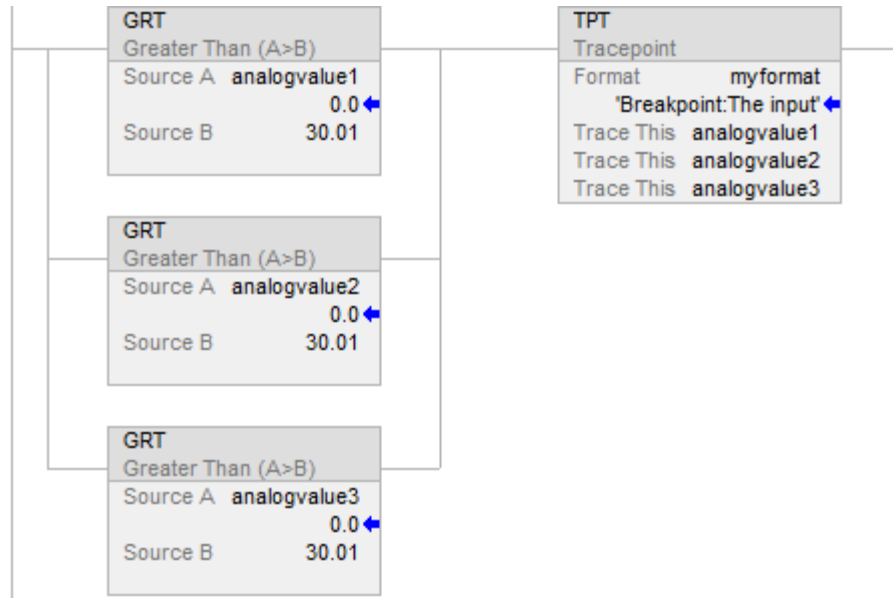 GRT
Greater Than (A>B)
Source A analogvalue1
0.0
Source B 30.01
TPT
Tracepoint
Format myformat
'Breakpoint:The input'
Trace This analogvalue1
Trace This analogvalue2
Trace This analogvalue3
GRT
Greater Than (A>B)
Source A analogvalue2
0.0
Source B 30.01
GRT
Greater Than (A>B)
Source A analogvalue3
0.0
Source B 30.01